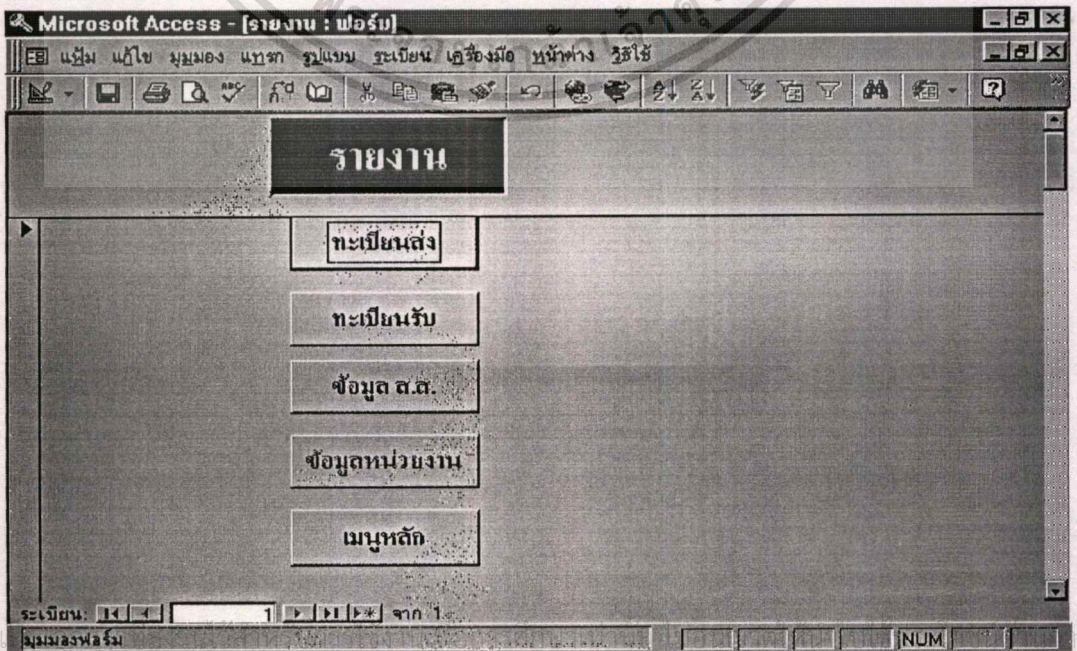 Microsoft Access - [รายงาน : ฟอร์ม]
แฟ้ม แก้ไข มุมมอง แทรก รูปแบบ ระเบียน เครื่องมือ หน้าต่าง วิธีใช้
รายงาน
ทะเบียนส่ง
ทะเบียนรับ
ข้อมูล ส.ส.
ข้อมูลหน่วยงาน
เมนูหลัก
ระเบียน: 1 จาก 1
มุมมองฟอร์ม NUM